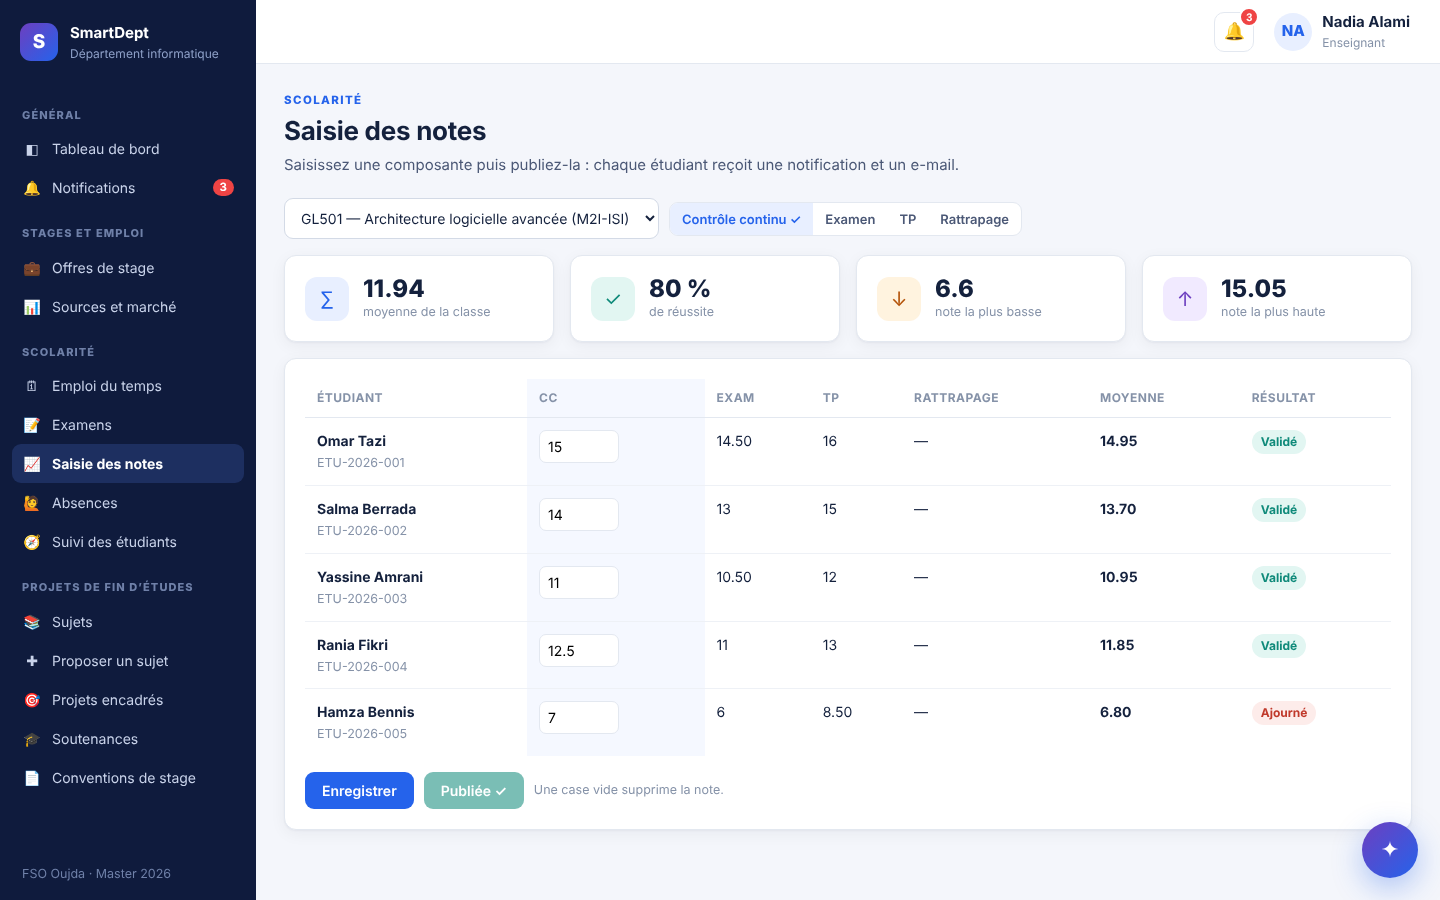 S
SmartDept
Département informatique
GÉNÉRAL
Tableau de bord
Notifications 3
STAGES ET EMPLOI
Offres de stage
Sources et marché
SCOLARITÉ
Emploi du temps
Examens
Saisie des notes
Absences
Suivi des étudiants
PROJETS DE FIN D'ÉTUDES
Sujets
Proposer un sujet
Projets encadrés
Soutenances
Conventions de stage
FSO Oujda · Master 2026
3
NA
Nadia Alami
Enseignant
SCOLARITÉ
Saisie des notes
Saisissez une composante puis publiez-la : chaque étudiant reçoit une notification et un e-mail.
GL501 — Architecture logicielle avancée (M2I-ISI)
Contrôle continu ✓ Examen TP Rattrapage
∑ 11.94
moyenne de la classe
✓ 80 %
de réussite
↓ 6.6
note la plus basse
↑ 15.05
note la plus haute
ÉTUDIANT CC EXAM TP RATTRAPAGE MOYENNE RÉSULTAT
Omar Tazi 15 14.50 16 — 14.95 Validé
ETU-2026-001
Salma Berrada 14 13 15 — 13.70 Validé
ETU-2026-002
Yassine Amrani 11 10.50 12 — 10.95 Validé
ETU-2026-003
Rania Fikri 12.5 11 13 — 11.85 Validé
ETU-2026-004
Hamza Bennis 7 6 8.50 — 6.80 Ajourné
ETU-2026-005
Enregistrer Publiée ✓ Une case vide supprime la note.